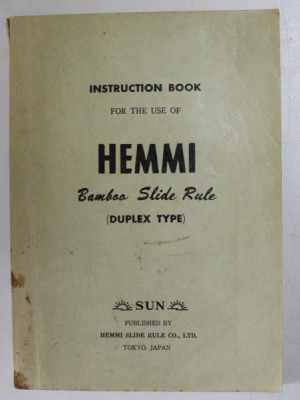 INSTRUCTION BOOK
FOR THE USE OF
HEMMI
Bamboo Slide Rule
(DUPLEX TYPE)
SUN
PUBLISHED BY
HEMMI SLIDE RULE CO., LTD.
TOKYO, JAPAN